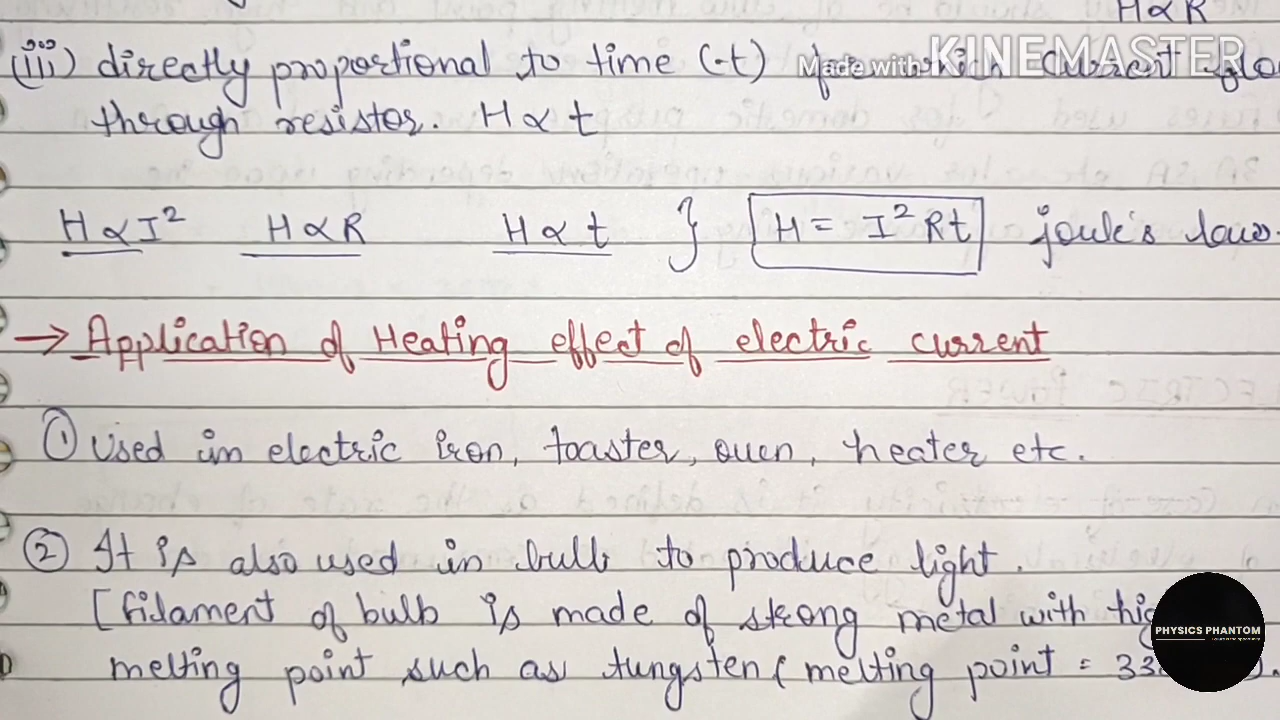 H∝R
(iii) directly proportional to time (t) for which current flo
through resistor. H ∝ t
Made with KINEMASTER
H ∝ I² H ∝ R H ∝ t } H = I² Rt joule's law.
→ Application of Heating effect of electric current
① Used in electric iron, toaster, oven, heater etc.
② It is also used in bulb to produce light.
[filament of bulb is made of strong metal with hig
melting point such as tungsten ( melting point = 33
PHYSICS PHANTOM